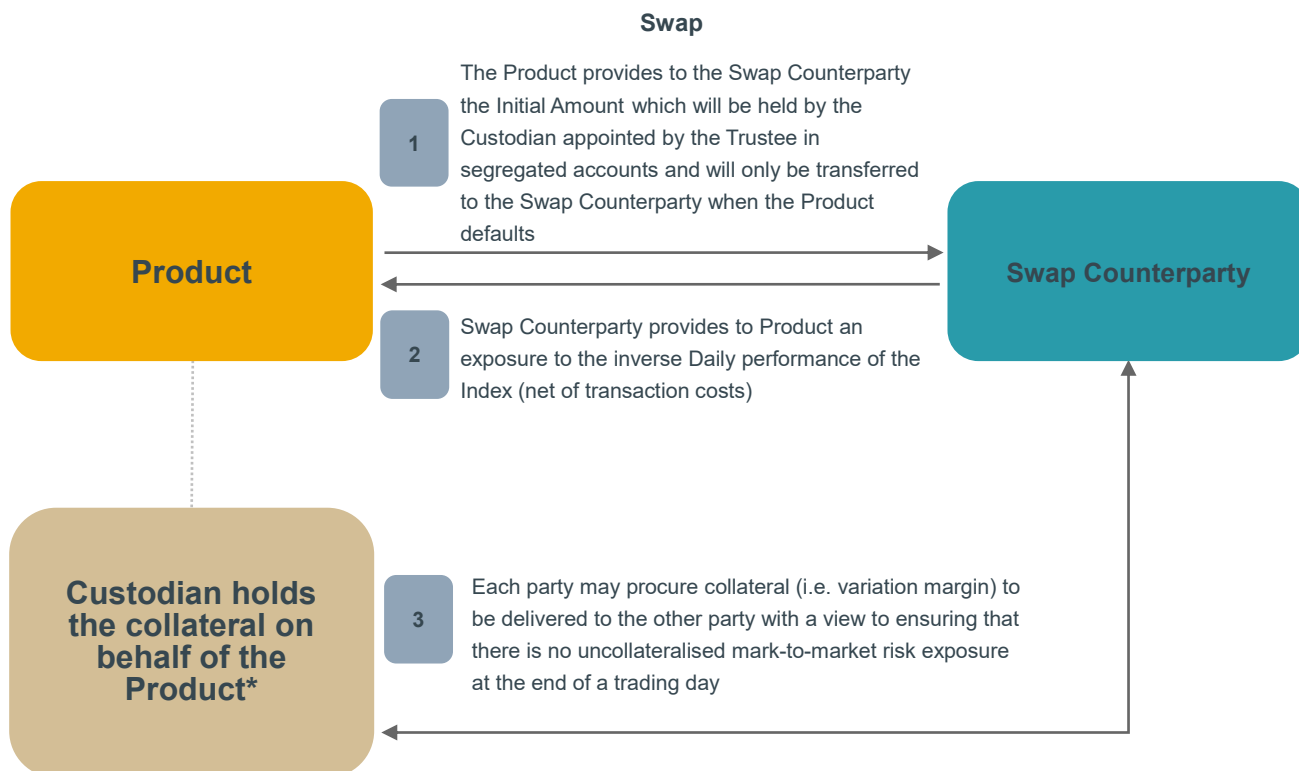 Swap
The Product provides to the Swap Counterparty
the Initial Amount which will be held by the
Custodian appointed by the Trustee in
segregated accounts and will only be transferred
to the Swap Counterparty when the Product
defaults
1
Product
Swap Counterparty
2
Swap Counterparty provides to Product an
exposure to the inverse Daily performance of the
Index (net of transaction costs)
Custodian holds
the collateral on
behalf of the
Product*
3
Each party may procure collateral (i.e. variation margin) to
be delivered to the other party with a view to ensuring that
there is no uncollateralised mark-to-market risk exposure
at the end of a trading day